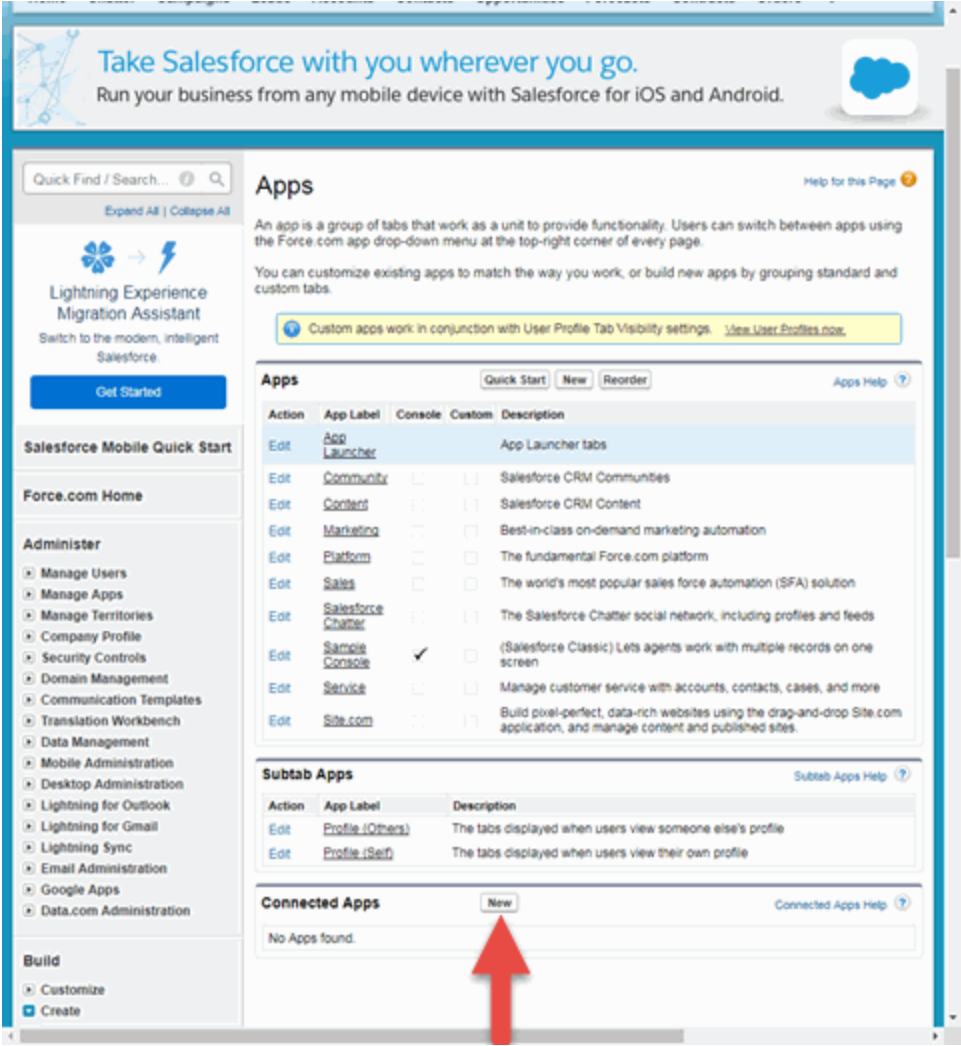 Take Salesforce with you wherever you go.
Run your business from any mobile device with Salesforce for iOS and Android.
Quick Find / Search...
Expand All | Collapse All
Lightning Experience
Migration Assistant
Switch to the modern, intelligent
Salesforce.
Get Started
Salesforce Mobile Quick Start
Force.com Home
Administer
Manage Users
Manage Apps
Manage Territories
Company Profile
Security Controls
Domain Management
Communication Templates
Translation Workbench
Data Management
Mobile Administration
Desktop Administration
Lightning for Outlook
Lightning for Gmail
Lightning Sync
Email Administration
Google Apps
Data.com Administration
Build
Customize
Create
Apps
Help for this Page
An app is a group of tabs that work as a unit to provide functionality. Users can switch between apps using
the Force.com app drop-down menu at the top-right corner of every page.
You can customize existing apps to match the way you work, or build new apps by grouping standard and
custom tabs.
Custom apps work in conjunction with User Profile Tab Visibility settings. View User Profiles now.
Apps Quick Start New Reorder Apps Help ?
Action App Label Console Custom Description
Edit App Launcher App Launcher tabs
Edit Community Salesforce CRM Communities
Edit Content Salesforce CRM Content
Edit Marketing Best-in-class on-demand marketing automation
Edit Platform The fundamental Force.com platform
Edit Sales The world's most popular sales force automation (SFA) solution
Edit Salesforce Chatter The Salesforce Chatter social network, including profiles and feeds
Edit Sample Console (Salesforce Classic) Lets agents work with multiple records on one
screen
Edit Service Manage customer service with accounts, contacts, cases, and more
Edit Site.com Build pixel-perfect, data-rich websites using the drag-and-drop Site.com
application, and manage content and published sites.
Subtab Apps Subtab Apps Help ?
Action App Label Description
Edit Profile (Others) The tabs displayed when users view someone else's profile
Edit Profile (Self) The tabs displayed when users view their own profile
Connected Apps New Connected Apps Help ?
No Apps found.